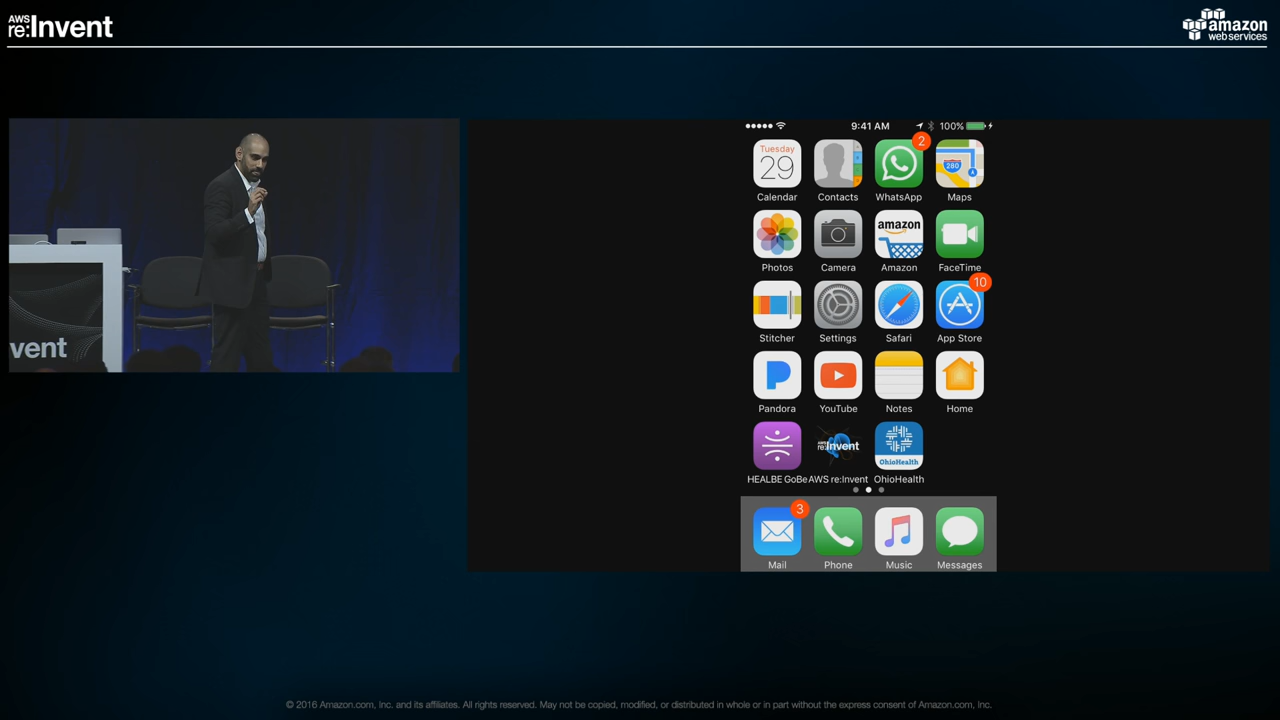 AWS
re:Invent
amazon
web services
vent
9:41 AM
100%
Tuesday
29
2
280
Calendar
Contacts
WhatsApp
Maps
amazon
Photos
Camera
Amazon
FaceTime
10
Stitcher
Settings
Safari
App Store
Pandora
YouTube
Notes
Home
AWS
re:Invent
OhioHealth
HEALBE GoBe
AWS re:Invent
OhioHealth
3
Mail
Phone
Music
Messages
© 2016 Amazon.com, Inc. and its affiliates. All rights reserved. May not be copied, modified, or distributed in whole or in part without the express consent of Amazon.com, Inc.